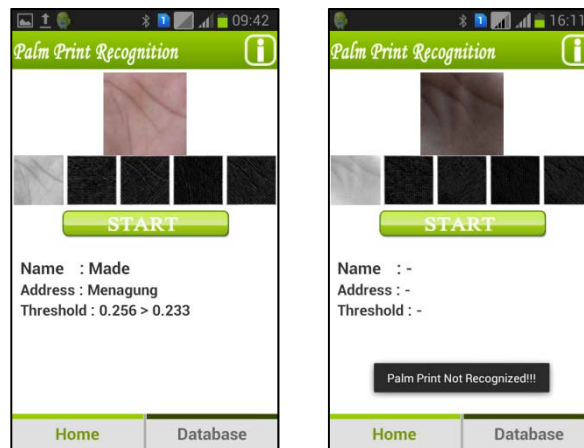 09:42
Palm Print Recognition
START
Name : Made
Address : Menagung
Threshold : 0.256 > 0.233
Home Database
16:11
Palm Print Recognition
START
Name : -
Address : -
Threshold : -
Palm Print Not Recognized!!!
Home Database